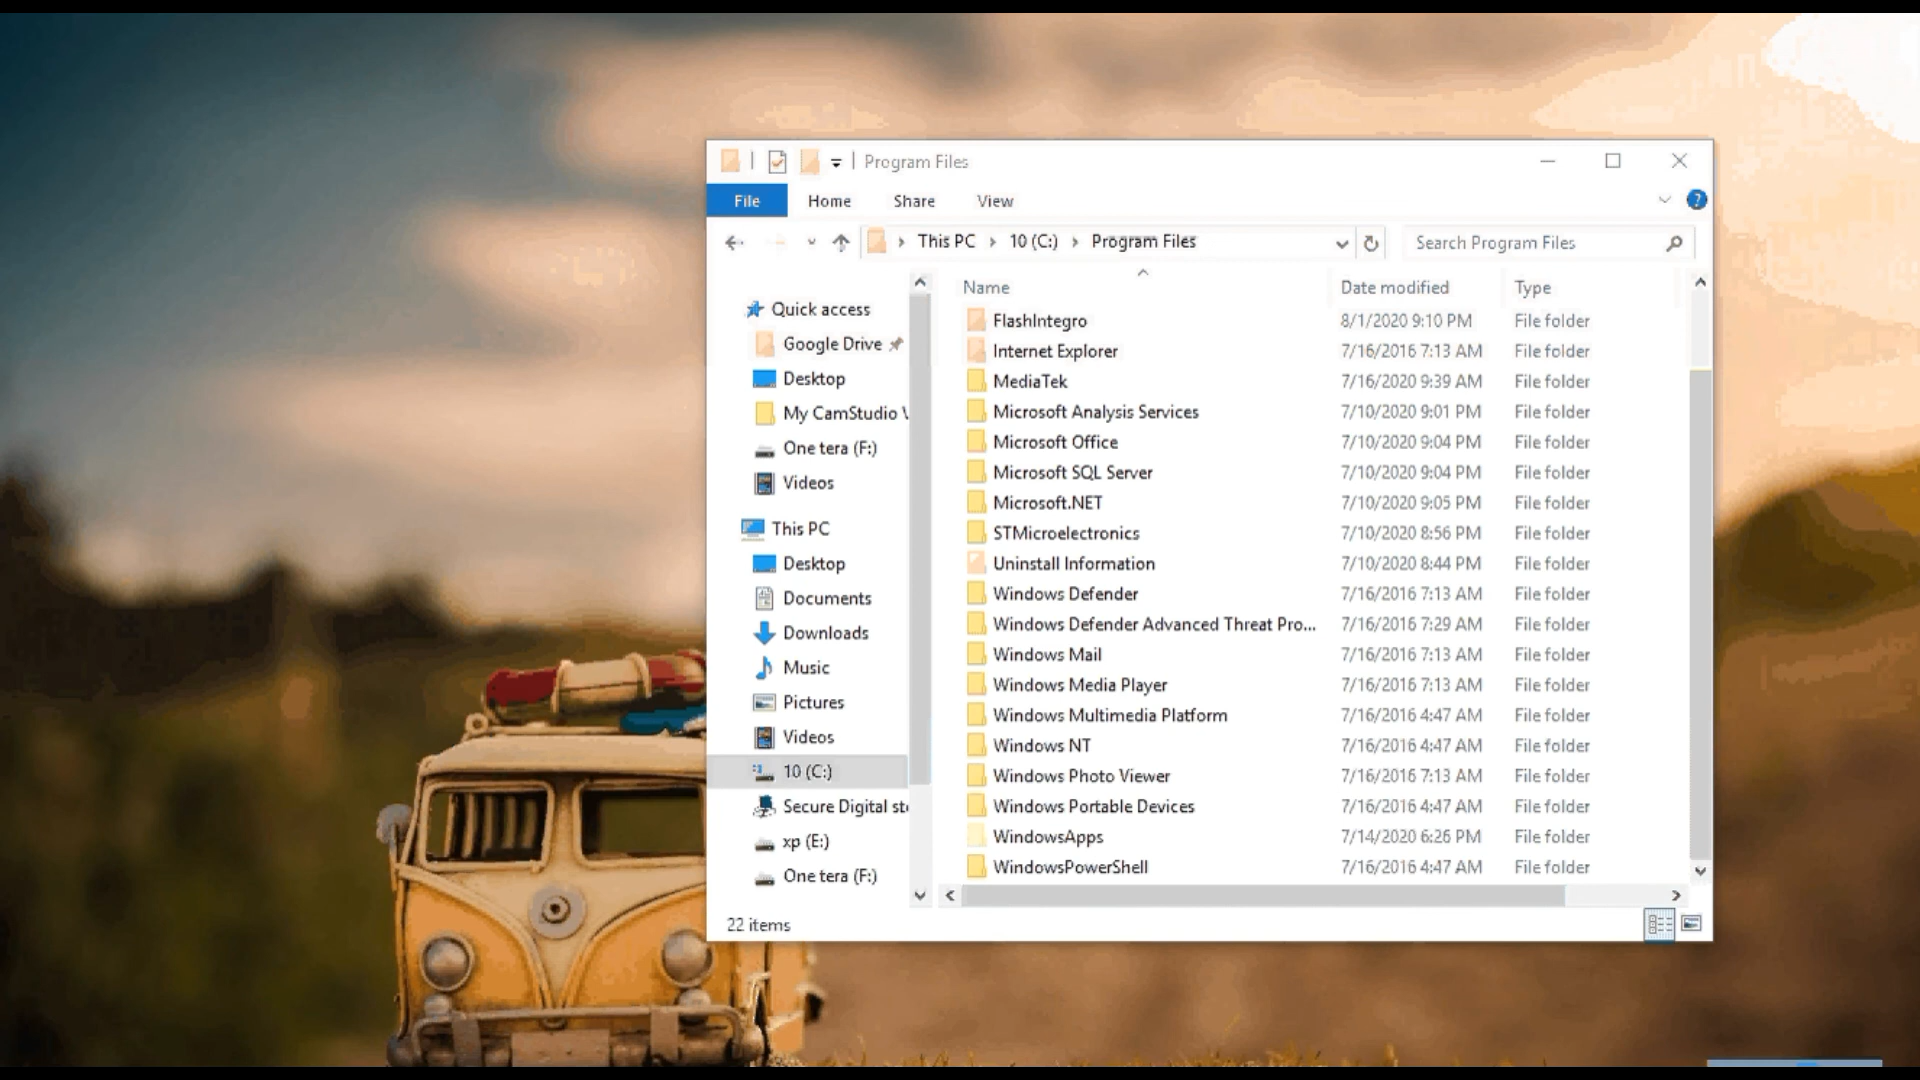 Program Files
File Home Share View
This PC 10 (C:) Program Files
Search Program Files
Name Date modified Type
Quick access
Google Drive
Desktop
My CamStudio
One tera (F:)
Videos
This PC
Desktop
Documents
Downloads
Music
Pictures
Videos
10 (C:)
Secure Digital sto
xp (E:)
One tera (F:)
FlashIntegro 8/1/2020 9:10 PM File folder
Internet Explorer 7/16/2016 7:13 AM File folder
MediaTek 7/16/2020 9:39 AM File folder
Microsoft Analysis Services 7/10/2020 9:01 PM File folder
Microsoft Office 7/10/2020 9:04 PM File folder
Microsoft SQL Server 7/10/2020 9:04 PM File folder
Microsoft.NET 7/10/2020 9:05 PM File folder
STMicroelectronics 7/10/2020 8:56 PM File folder
Uninstall Information 7/10/2020 8:44 PM File folder
Windows Defender 7/16/2016 7:13 AM File folder
Windows Defender Advanced Threat Pro... 7/16/2016 7:29 AM File folder
Windows Mail 7/16/2016 7:13 AM File folder
Windows Media Player 7/16/2016 7:13 AM File folder
Windows Multimedia Platform 7/16/2016 4:47 AM File folder
Windows NT 7/16/2016 4:47 AM File folder
Windows Photo Viewer 7/16/2016 7:13 AM File folder
Windows Portable Devices 7/16/2016 4:47 AM File folder
WindowsApps 7/14/2020 6:26 PM File folder
WindowsPowerShell 7/16/2016 4:47 AM File folder
22 items